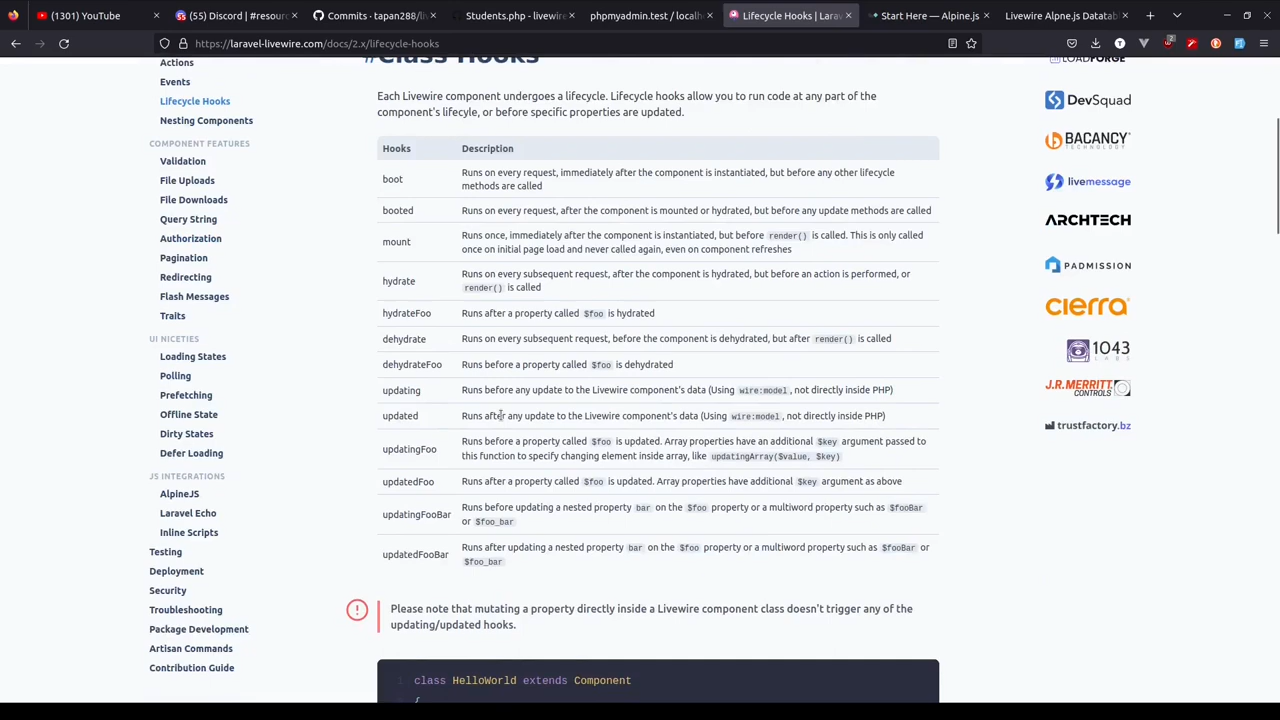 (1301) YouTube
(55) Discord | #resour
Commits · tapan288/liv
Students.php - livewire
phpmyadmin.test / localh
Lifecycle Hooks | Larav
Start Here — Alpine.js
Livewire Alpne.js Datatab
https://laravel-livewire.com/docs/2.x/lifecycle-hooks
2
Actions
Events
Lifecycle Hooks
Nesting Components
COMPONENT FEATURES
Validation
File Uploads
File Downloads
Query String
Authorization
Pagination
Redirecting
Flash Messages
Traits
UI NICETIES
Loading States
Polling
Prefetching
Offline State
Dirty States
Defer Loading
JS INTEGRATIONS
AlpineJS
Laravel Echo
Inline Scripts
Testing
Deployment
Security
Troubleshooting
Package Development
Artisan Commands
Contribution Guide
#Class Hooks
Each Livewire component undergoes a lifecycle. Lifecycle hooks allow you to run code at any part of the
component's lifecyle, or before specific properties are updated.
Hooks Description
boot Runs on every request, immediately after the component is instantiated, but before any other lifecycle
methods are called
booted Runs on every request, after the component is mounted or hydrated, but before any update methods are called
mount Runs once, immediately after the component is instantiated, but before render() is called. This is only called
once on initial page load and never called again, even on component refreshes
hydrate Runs on every subsequent request, after the component is hydrated, but before an action is performed, or
render() is called
hydrateFoo Runs after a property called $foo is hydrated
dehydrate Runs on every subsequent request, before the component is dehydrated, but after render() is called
dehydrateFoo Runs before a property called $foo is dehydrated
updating Runs before any update to the Livewire component's data (Using wire:model, not directly inside PHP)
updated Runs after any update to the Livewire component's data (Using wire:model, not directly inside PHP)
updatingFoo Runs before a property called $foo is updated. Array properties have an additional $key argument passed to
this function to specify changing element inside array, like updatingArray($value, $key)
updatedFoo Runs after a property called $foo is updated. Array properties have additional $key argument as above
updatingFooBar Runs before updating a nested property bar on the $foo property or a multiword property such as $fooBar
or $foo_bar
updatedFooBar Runs after updating a nested property bar on the $foo property or a multiword property such as $fooBar or
$foo_bar
Please note that mutating a property directly inside a Livewire component class doesn't trigger any of the
updating/updated hooks.
1 class HelloWorld extends Component
{
LOADFORGE
DevSquad
BACANCY
TECHNOLOGY
livemessage
ARCHTECH
PADMISSION
cierra
1043
LABS
J.R.MERRITT
CONTROLS
trustfactory.bz